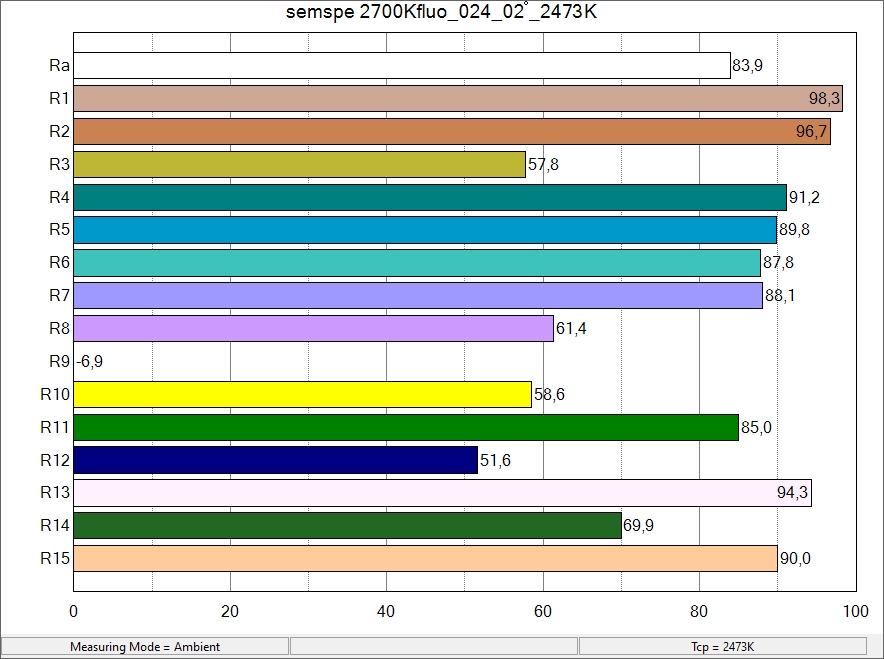 semspe 2700Kfluo_024_02°_2473K
Ra 83,9
R1 98,3
R2 96,7
R3 57,8
R4 91,2
R5 89,8
R6 87,8
R7 88,1
R8 61,4
R9 -6,9
R10 58,6
R11 85,0
R12 51,6
R13 94,3
R14 69,9
R15 90,0
0 20 40 60 80 100
Measuring Mode = Ambient Tcp = 2473K